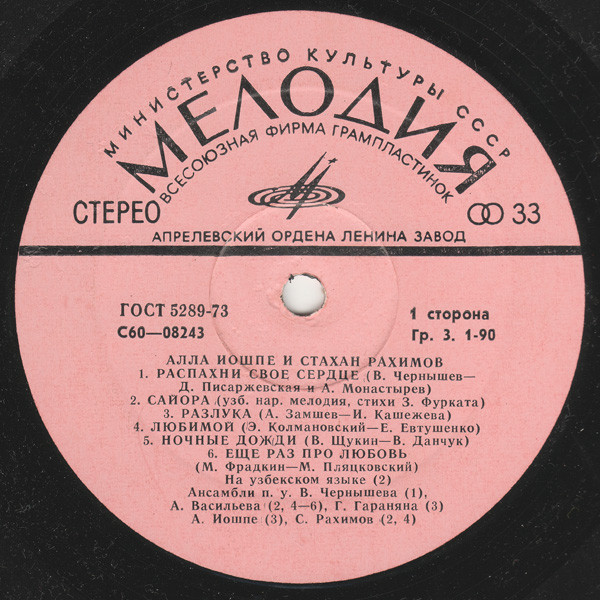 МИНИСТЕРСТВО КУЛЬТУРЫ СССР
МЕЛОДИЯ
ВСЕСОЮЗНАЯ ФИРМА ГРАМПЛАСТИНОК
СТЕРЕО
33
АПРЕЛЕВСКИЙ ОРДЕНА ЛЕНИНА ЗАВОД
ГОСТ 5289-73
С60—08243
1 сторона
Гр. 3. 1-90
АЛЛА ИОШПЕ И СТАХАН РАХИМОВ
1. РАСПАХНИ СВОЕ СЕРДЦЕ (В. Чернышев—
Д. Писаржевская и А. Монастырев)
2. САЙОРА (узб. нар. мелодия, стихи З. Фурката)
3. РАЗЛУКА (А. Замшев—И. Кашежева)
4. ЛЮБИМОЙ (Э. Колмановский—Е. Евтушенко)
5. НОЧНЫЕ ДОЖДИ (В. Щукин—В. Данчук)
6. ЕЩЕ РАЗ ПРО ЛЮБОВЬ
(М. Фрадкин—М. Пляцковский)
На узбекском языке (2)
Ансамбли п. у. В. Чернышева (1),
А. Васильева (2, 4—6), Г. Гараняна (3)
А. Иошпе (3), С. Рахимов (2, 4)